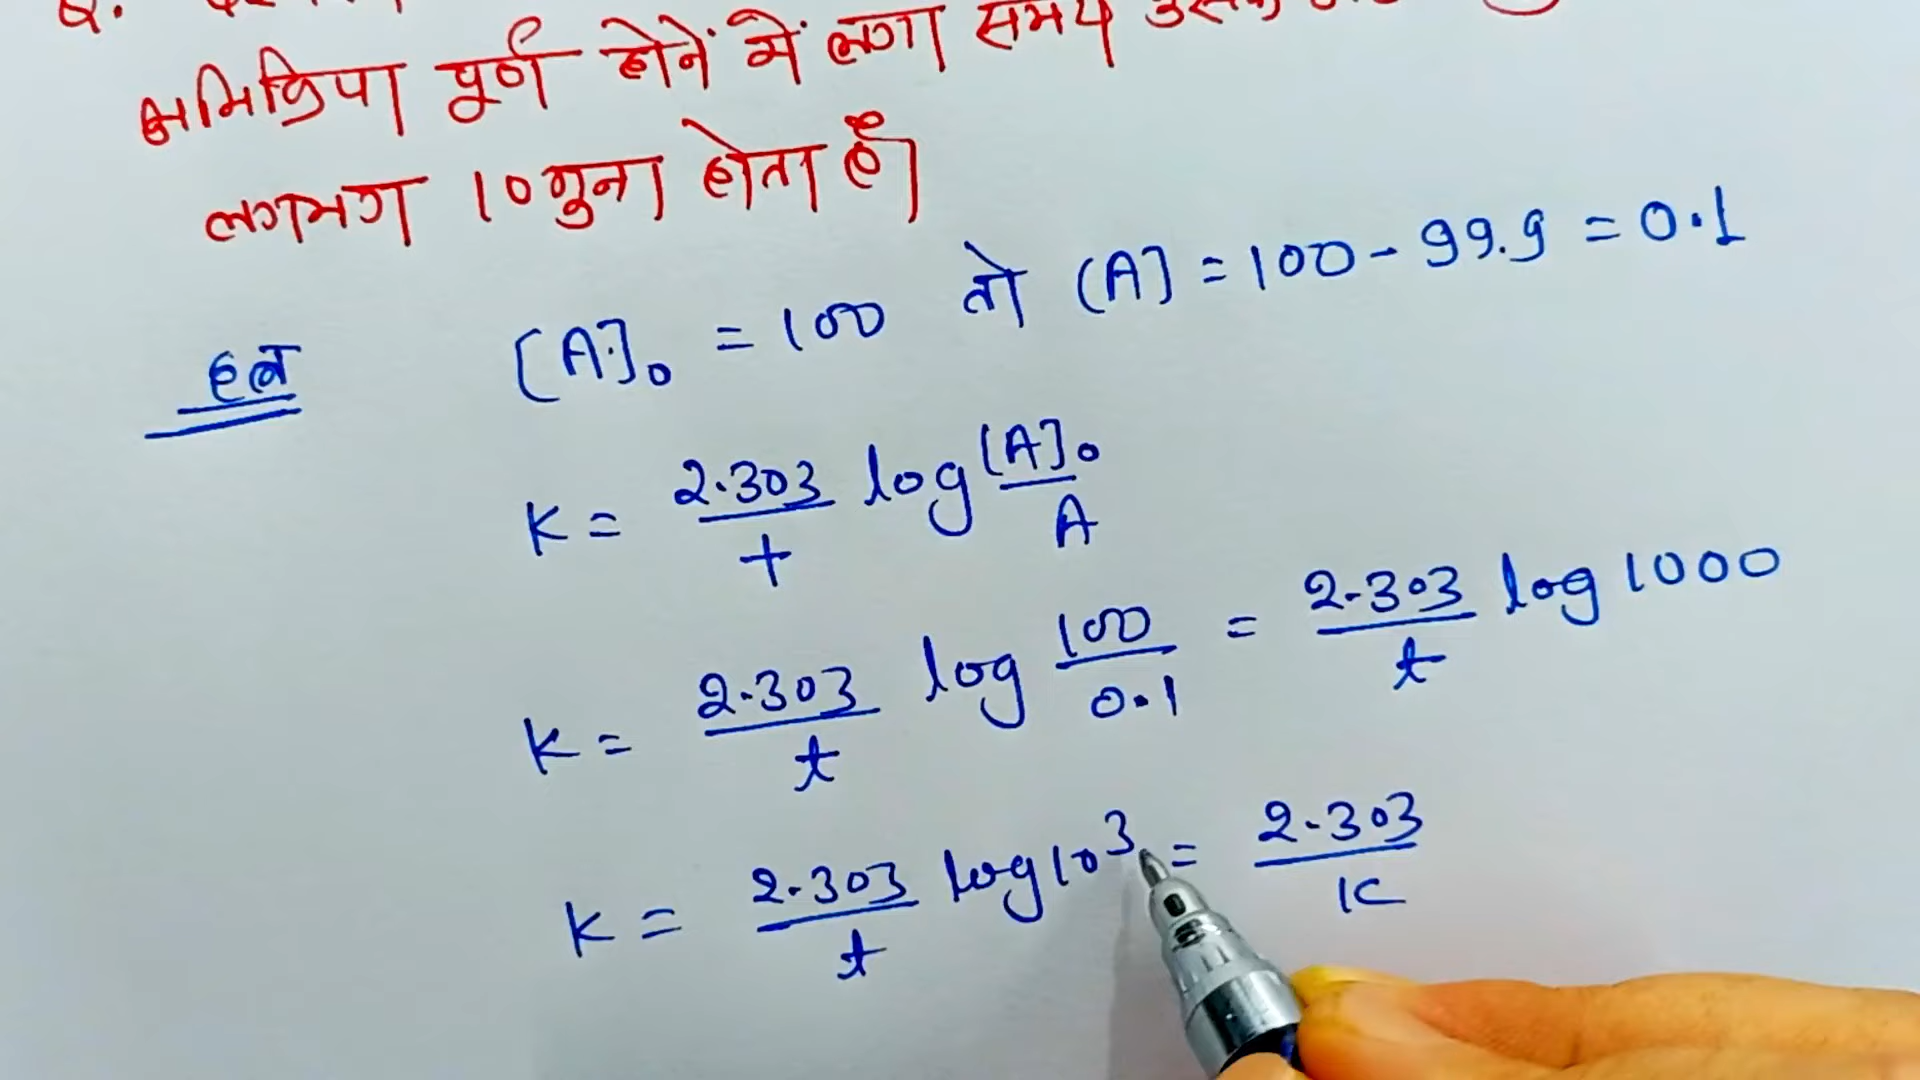 अभिक्रिया पूर्ण होनें में लगा समय
लगभग 10 गुना होता है।
हल [A]₀ = 100 तो [A] = 100 - 99.9 = 0.1
K = 2.303/t log [A]₀/A
K = 2.303/t log 100/0.1 = 2.303/t log 1000
K = 2.303/t log 10³ = 2.303/K